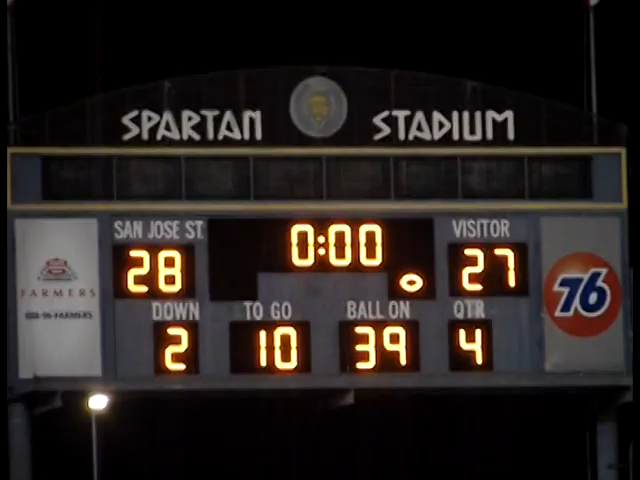 SPARTAN STADIUM
SAN JOSE ST.
0:00
VISITOR
28
27
DOWN
TO GO
BALL ON
QTR
2
10
39
4
FARMERS
76